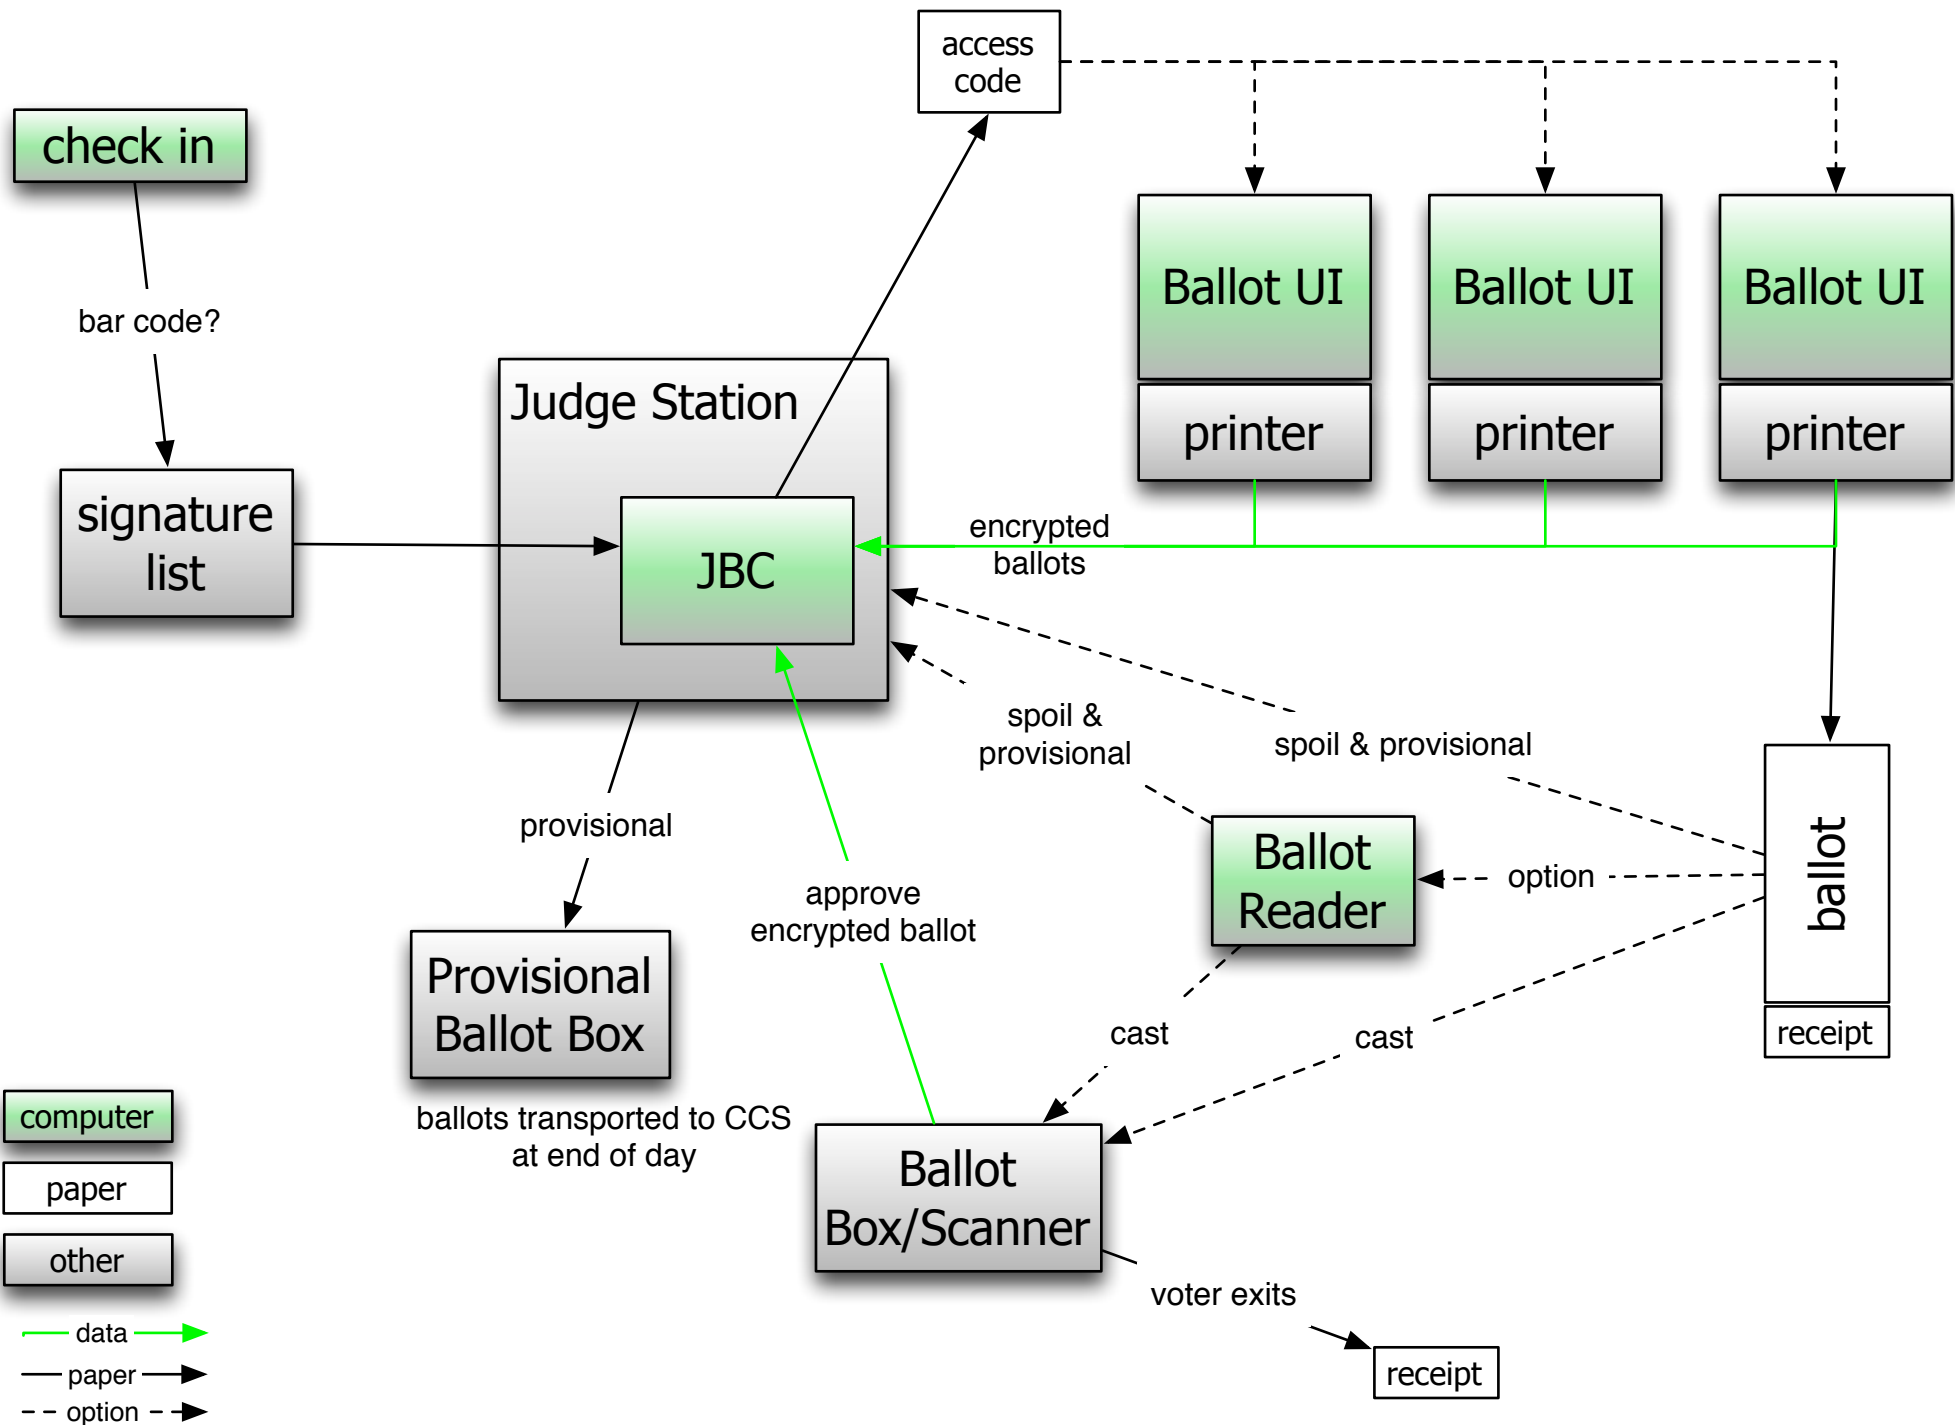 access
code
check in
bar code?
signature
list
Judge Station
JBC
Ballot UI
Ballot UI
Ballot UI
printer
printer
printer
encrypted
ballots
spoil &
provisional
spoil & provisional
provisional
approve
encrypted ballot
Ballot
Reader
option
ballot
receipt
cast
cast
Provisional
Ballot Box
ballots transported to CCS
at end of day
Ballot
Box/Scanner
voter exits
receipt
computer
paper
other
data
paper
option